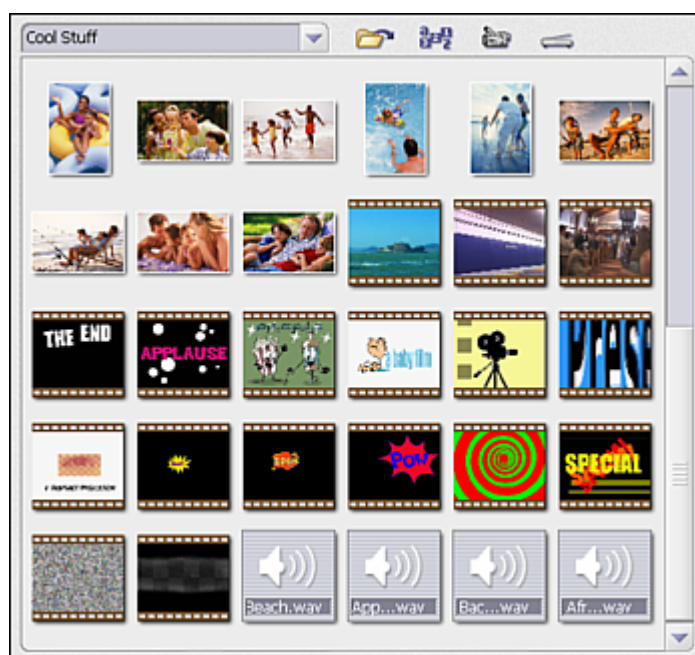 Cool Stuff
THE END
APPLAUSE
a baby film
POW
SPECIAL
Beach.wav
App...wav
Bac...wav
Afr...wav